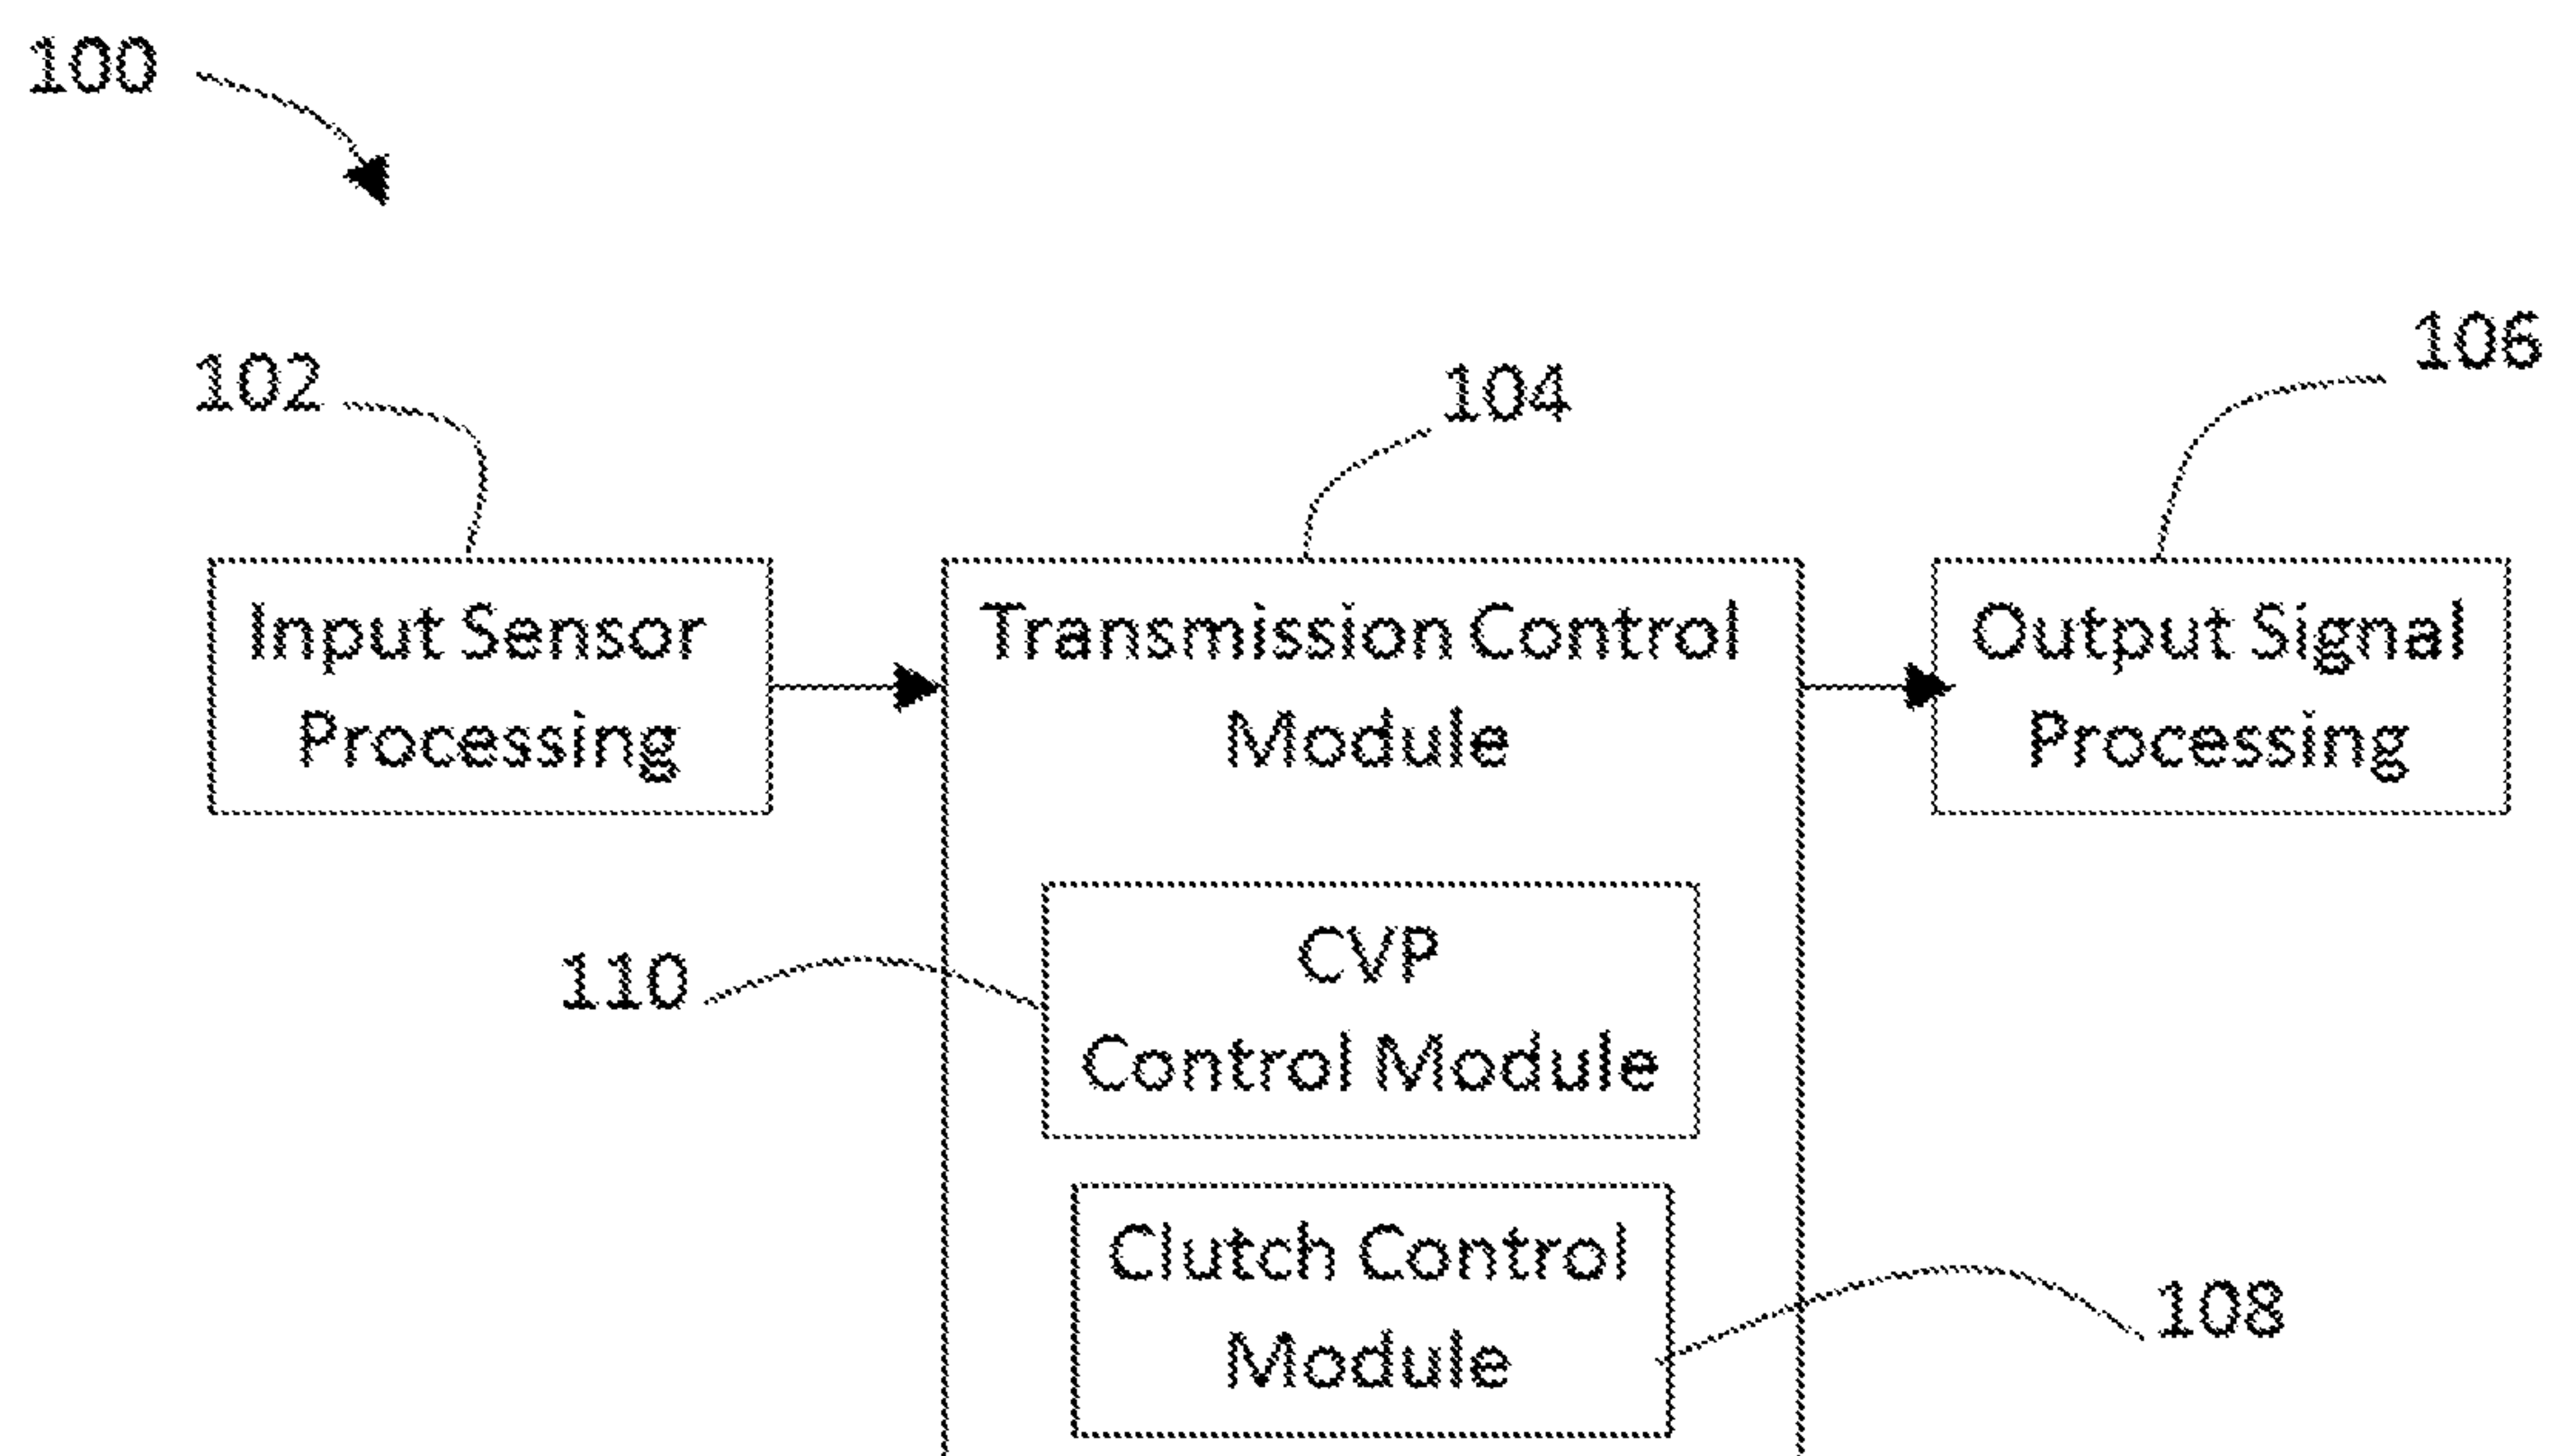 100
102
104
106
Input Sensor
Processing
Transmission Control
Module
Output Signal
Processing
110
CVP
Control Module
Clutch Control
Module
108